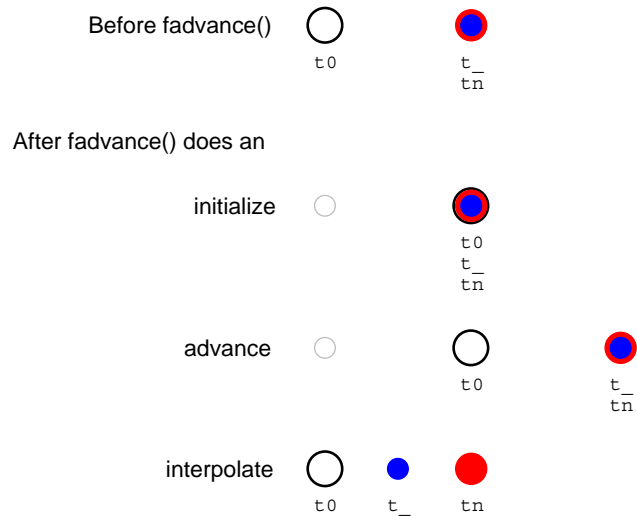 Before fadvance()
t0 t_
tn
After fadvance() does an
initialize
t0
t_
tn
advance
t0 t_
tn
interpolate
t0 t_ tn